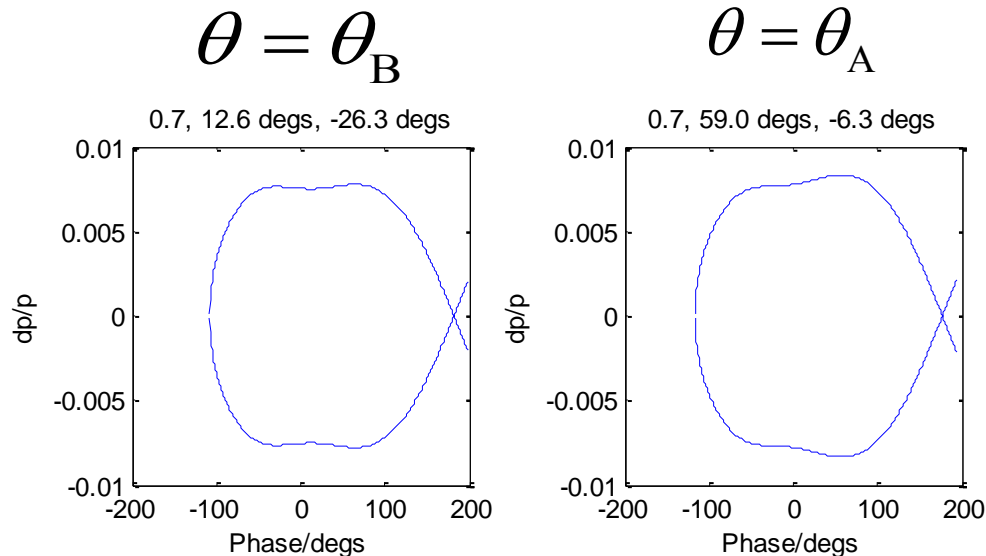 θ = θB
0.7, 12.6 degs, -26.3 degs
0.01
0.005
0
-0.005
-0.01
-200
-100
0
100
200
dp/p
Phase/degs
θ = θA
0.7, 59.0 degs, -6.3 degs
0.01
0.005
0
-0.005
-0.01
-200
-100
0
100
200
dp/p
Phase/degs